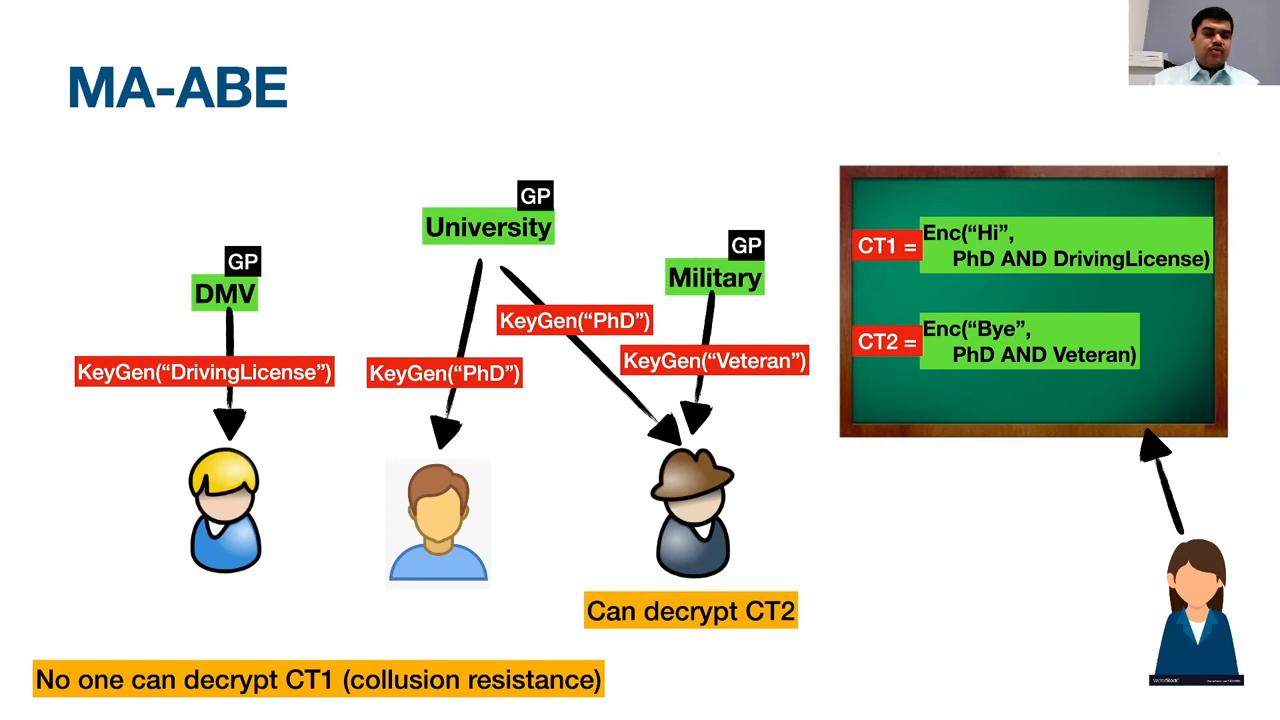 MA-ABE
GP
University
GP
DMV
GP
Military
KeyGen(“PhD”)
KeyGen(“Veteran”)
KeyGen(“DrivingLicense”)
KeyGen(“PhD”)
CT1 =
Enc(“Hi”,
PhD AND DrivingLicense)
CT2 =
Enc(“Bye”,
PhD AND Veteran)
Can decrypt CT2
No one can decrypt CT1 (collusion resistance)
VectorStock